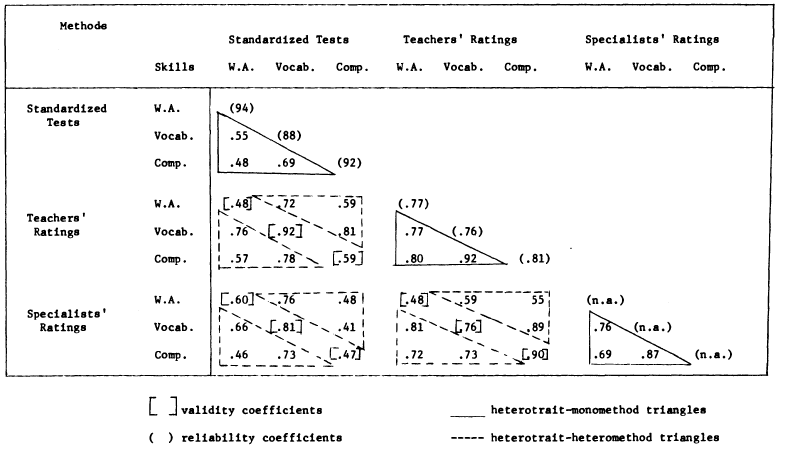 Methods
Standardized Tests Teachers' Ratings Specialists' Ratings
Skills W.A. Vocab. Comp. W.A. Vocab. Comp. W.A. Vocab. Comp.
Standardized Tests W.A. (94)
Vocab. .55 (88)
Comp. .48 .69 (92)
Teachers' Ratings W.A. [.48] .72 .59 (.77)
Vocab. .76 [.92] .81 .77 (.76)
Comp. .57 .78 [.59] .80 .92 (.81)
Specialists' Ratings W.A. [.60] .76 .48 [.48] .59 55 (n.a.)
Vocab. .66 [.81] .41 .81 [.76] .89 .76 (n.a.)
Comp. .46 .73 [.47] .72 .73 [.90] .69 .87 (n.a.)
[ ] validity coefficients _____ heterotrait-monomethod triangles
( ) reliability coefficients ----- heterotrait-heteromethod triangles